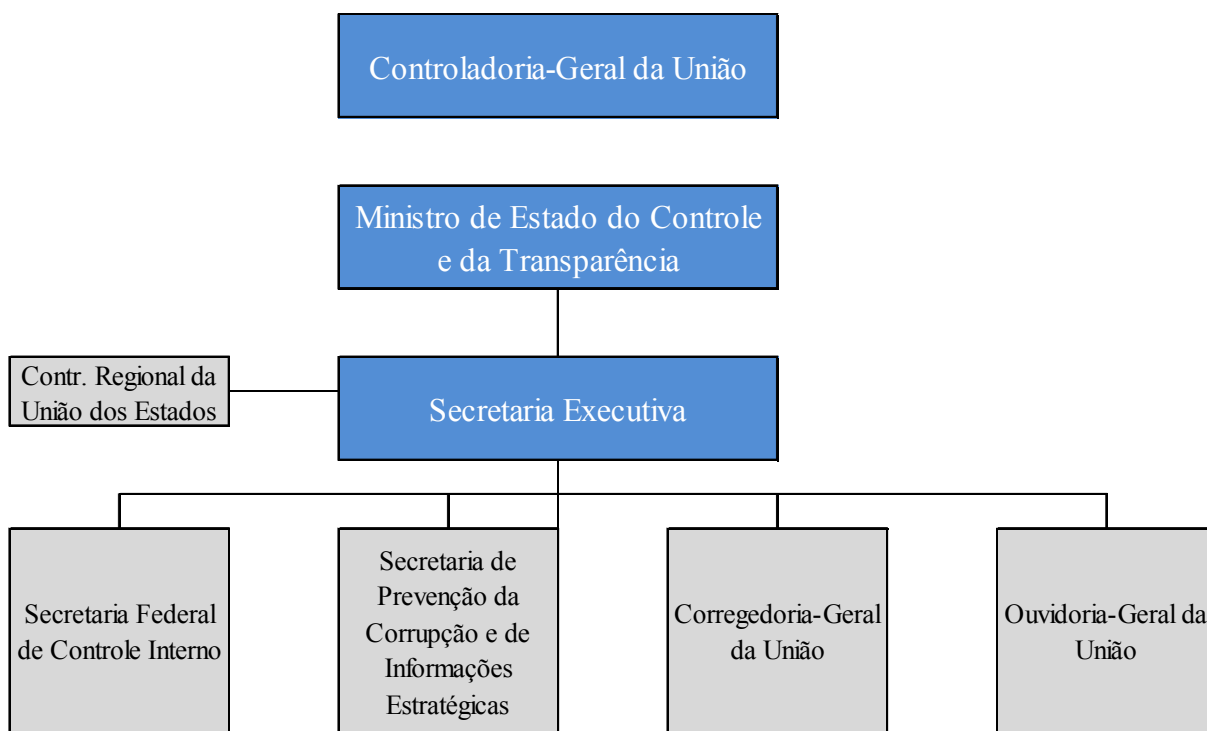 Controladoria-Geral da União
Ministro de Estado do Controle
e da Transparência
Contr. Regional da
União dos Estados
Secretaria Executiva
Secretaria Federal
de Controle Interno
Secretaria de
Prevenção da
Corrupção e de
Informações
Estratégicas
Corregedoria-Geral
da União
Ouvidoria-Geral da
União